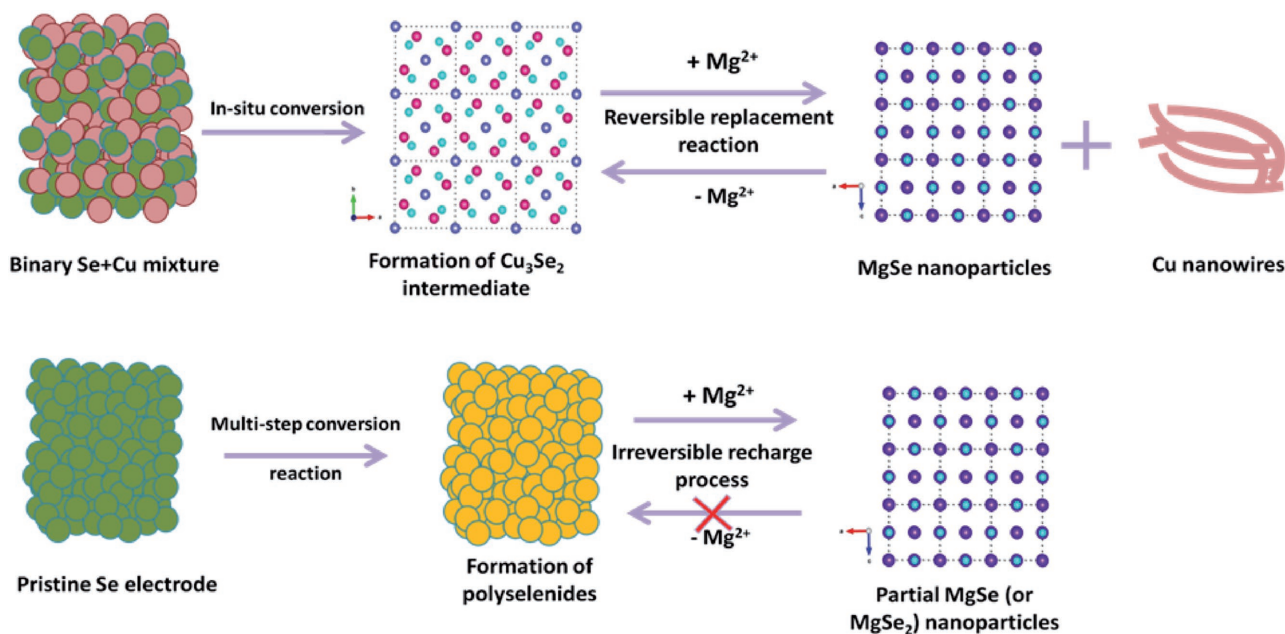 In-situ conversion
+ Mg²⁺
Reversible replacement
reaction
- Mg²⁺
b
a
a
c
Binary Se+Cu mixture
Formation of Cu₃Se₂
intermediate
MgSe nanoparticles
Cu nanowires
Multi-step conversion
reaction
+ Mg²⁺
Irreversible recharge
process
- Mg²⁺
a
c
Pristine Se electrode
Formation of
polyselenides
Partial MgSe (or
MgSe₂) nanoparticles